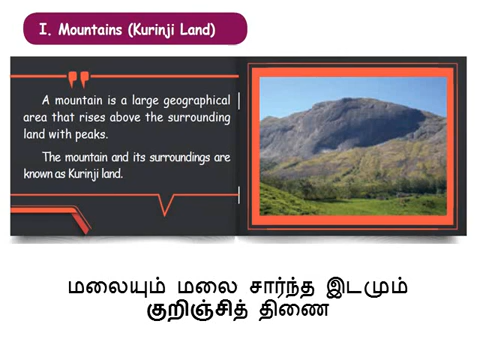 I. Mountains (Kurinji Land)
A mountain is a large geographical
area that rises above the surrounding
land with peaks.
The mountain and its surroundings are
known as Kurinji land.
மலையும் மலை சார்ந்த இடமும்
குறிஞ்சித் திணை